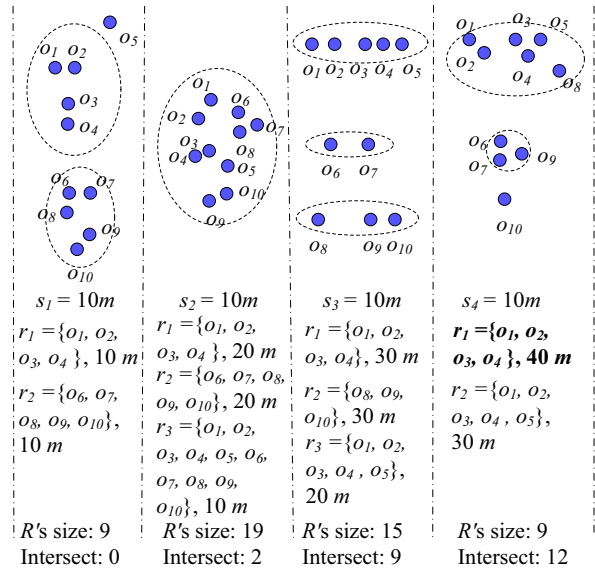 o1 o2 o5
o3
o4
o6 o7
o8
o9
o10
s1 = 10m
r1 ={o1, o2,
o3, o4 }, 10 m
r2 ={o6, o7,
o8, o9, o10},
10 m
R's size: 9
Intersect: 0
o1 o6
o2 o7
o3 o8
o4 o5
o10
o9
s2 = 10m
r1 ={o1, o2,
o3, o4 }, 20 m
r2 ={o6, o7, o8,
o9, o10}, 20 m
r3 ={o1, o2,
o3, o4, o5, o6,
o7, o8, o9,
o10}, 10 m
R's size: 19
Intersect: 2
o1 o2 o3 o4 o5
o6 o7
o8 o9 o10
s3 = 10m
r1 ={o1, o2,
o3, o4}, 30 m
r2 ={o8, o9,
o10}, 30 m
r3 ={o1, o2,
o3, o4 , o5},
20 m
R's size: 15
Intersect: 9
o1 o3 o5
o2 o4 o8
o6 o9
o7
o10
s4 = 10m
r1 ={o1, o2,
o3, o4 }, 40 m
r2 ={o1, o2,
o3, o4 , o5},
30 m
R's size: 9
Intersect: 12